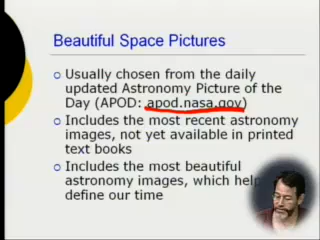 Beautiful Space Pictures
Usually chosen from the daily
updated Astronomy Picture of the
Day (APOD: apod.nasa.gov)
Includes the most recent astronomy
images, not yet available in printed
text books
Includes the most beautiful
astronomy images, which help
define our time